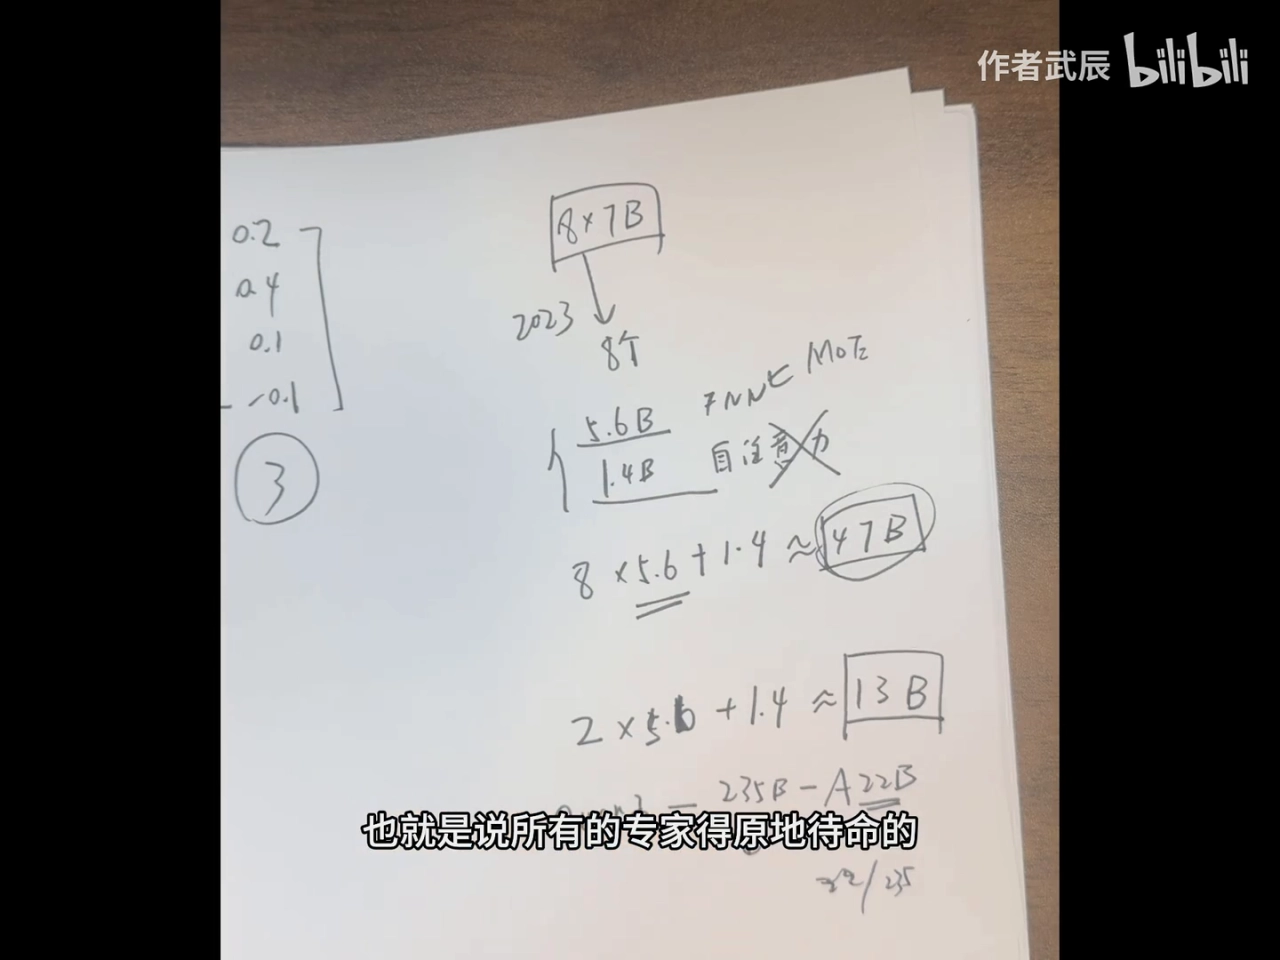 作者武辰 bilibili
0.2
0.4
0.1
-0.1
3
8×7B
2023
8个
5.6B FNN MOE
1.4B 自注意力
8×5.6+1.4≈47B
2×5.6+1.4≈13B
235B-A22B
也就是说所有的专家得原地待命的
22/235